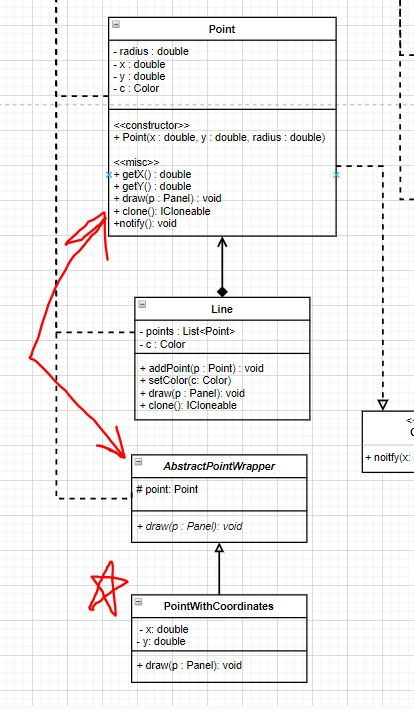 Point
- radius : double
- x : double
- y : double
- c : Color
<<constructor>>
+ Point(x : double, y : double, radius : double)
<<misc>>
+ getX() : double
+ getY() : double
+ draw(p : Panel) : void
+ clone(): ICloneable
+notify(): void
Line
- points : List<Point>
- c : Color
+ addPoint(p : Point) : void
+ setColor(c: Color)
+ draw(p : Panel): void
+ clone(): ICloneable
<<
+ noitfy(x:
AbstractPointWrapper
# point: Point
+ draw(p : Panel): void
PointWithCoordinates
- x: double
- y: double
+ draw(p : Panel): void